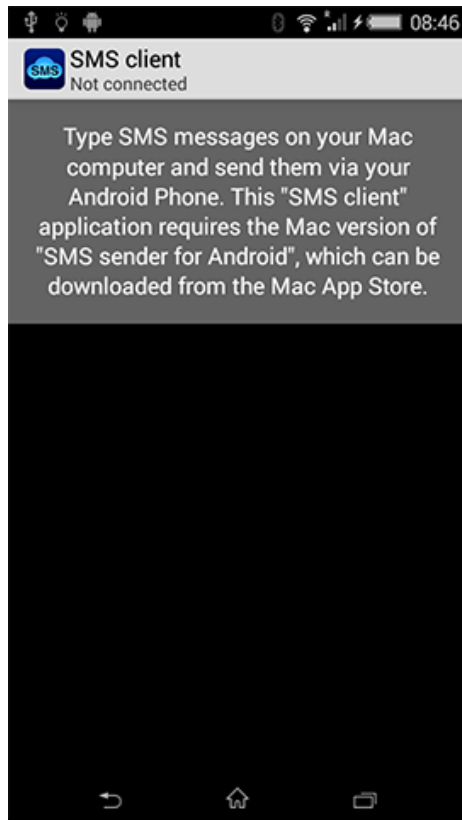 08:46
SMS
SMS client
Not connected
Type SMS messages on your Mac
computer and send them via your
Android Phone. This "SMS client"
application requires the Mac version of
"SMS sender for Android", which can be
downloaded from the Mac App Store.